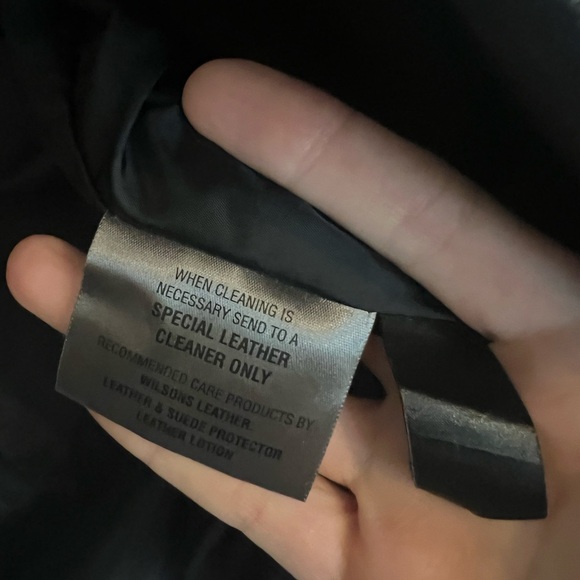 WHEN CLEANING IS
NECESSARY SEND TO A
SPECIAL LEATHER
CLEANER ONLY
RECOMMENDED CARE PRODUCTS BY
WILSONS LEATHER.
LEATHER & SUEDE PROTECTOR
LEATHER LOTION